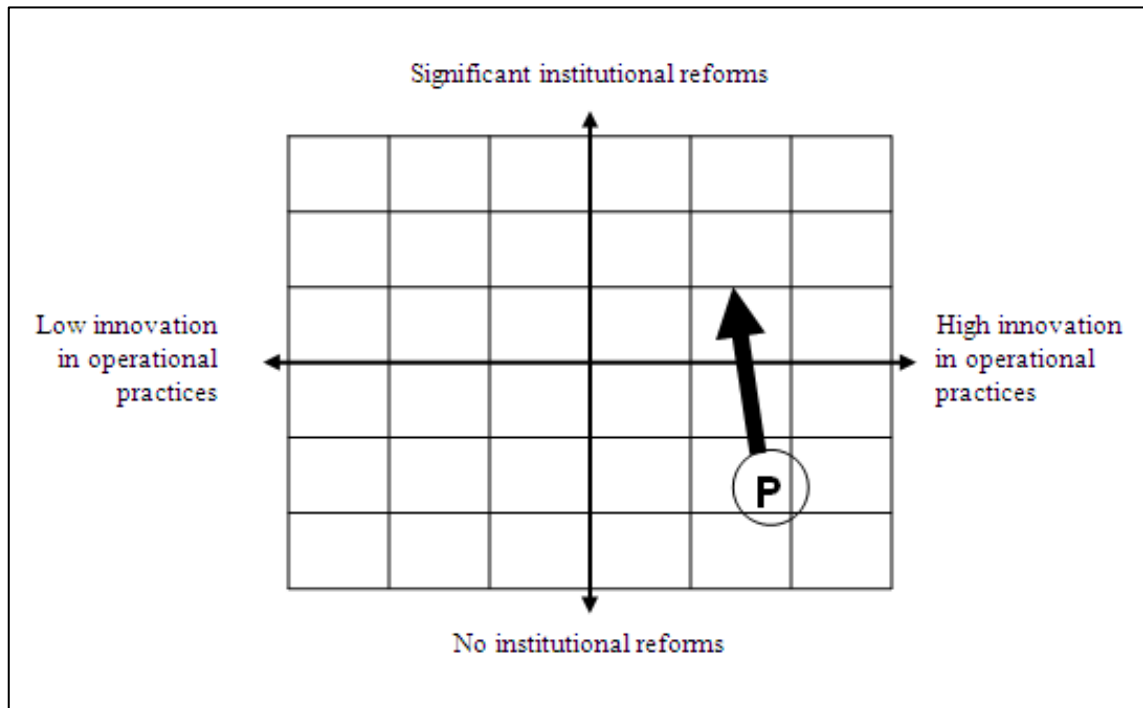 Significant institutional reforms
Low innovation
in operational
practices
High innovation
in operational
practices
P
No institutional reforms